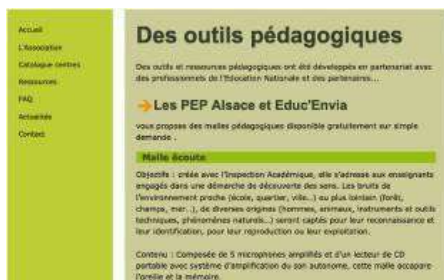 Accueil
L'Association
Catalogue centres
Ressources
FAQ
Actualités
Contact
Des outils pédagogiques
Des outils et ressources pédagogiques ont été développés en partenariat avec
des professionnels de l'Education Nationale et des partenaires...
Les PEP Alsace et Educ'Envia
vous propose des malles pédagogiques disponible gratuitement sur simple
demande .
Malle écoute
Objectifs : créée avec l'Inspection Académique, elle s'adresse aux enseignants
engagés dans une démarche de découverte des sens. Les bruits de
l'environnement proche (école, quartier, ville...) ou plus lointain (forêt,
champs, mer...), de diverses origines (hommes, animaux, instruments et outils
techniques, phénomènes naturels...) seront captés pour leur reconnaissance et
leur identification, pour leur reproduction ou leur exploitation.
Contenu : Composée de 5 microphones amplifiés et d'un lecteur de CD
portable avec système d'amplification du son autonome, cette malle accapare
l'oreille et la mémoire.